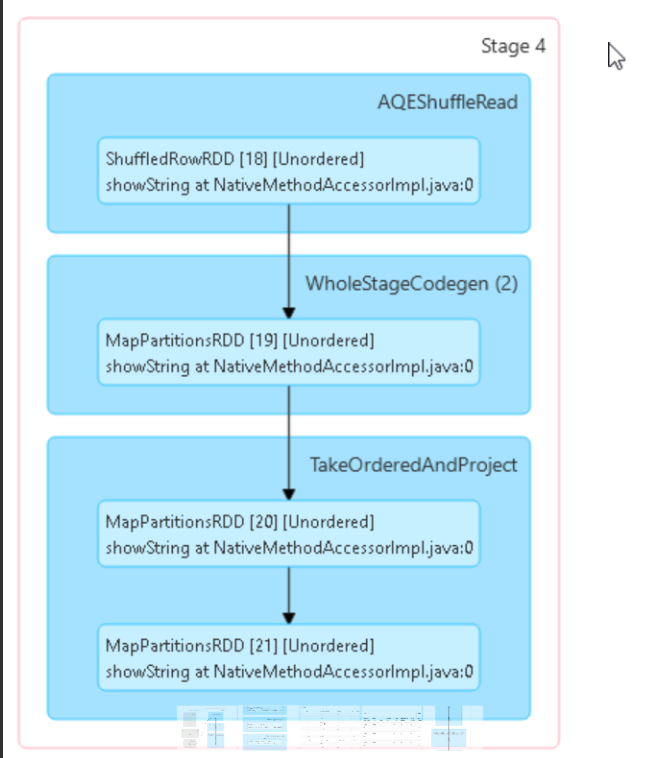 Stage 4
AQEShuffleRead
ShuffledRowRDD [18] [Unordered]
showString at NativeMethodAccessorImpl.java:0
WholeStageCodegen (2)
MapPartitionsRDD [19] [Unordered]
showString at NativeMethodAccessorImpl.java:0
TakeOrderedAndProject
MapPartitionsRDD [20] [Unordered]
showString at NativeMethodAccessorImpl.java:0
MapPartitionsRDD [21] [Unordered]
showString at NativeMethodAccessorImpl.java:0